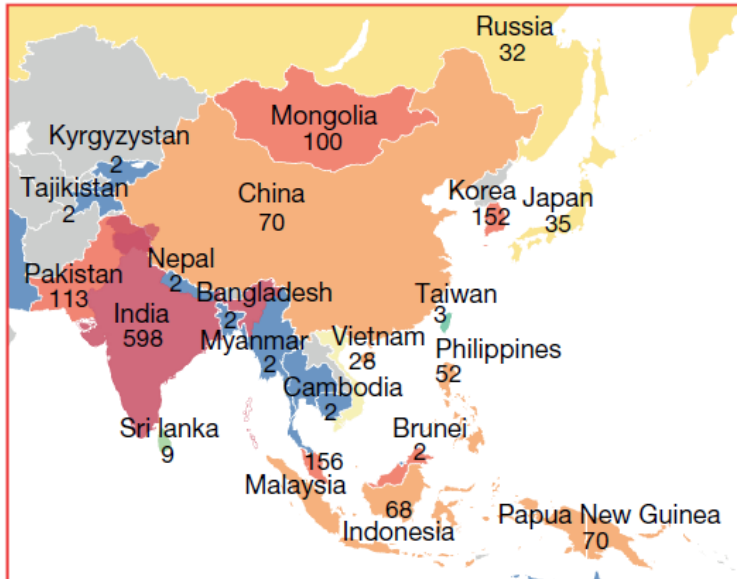 Russia
32
Mongolia
100
Kyrgyzstan
2
Tajikistan
2
China
70
Korea
152
Japan
35
Pakistan
113
Nepal
2
India
598
Bangladesh
2
Myanmar
2
Taiwan
3
Vietnam
28
Philippines
52
Cambodia
2
Sri lanka
9
Brunei
2
156
Malaysia
68
Indonesia
Papua New Guinea
70